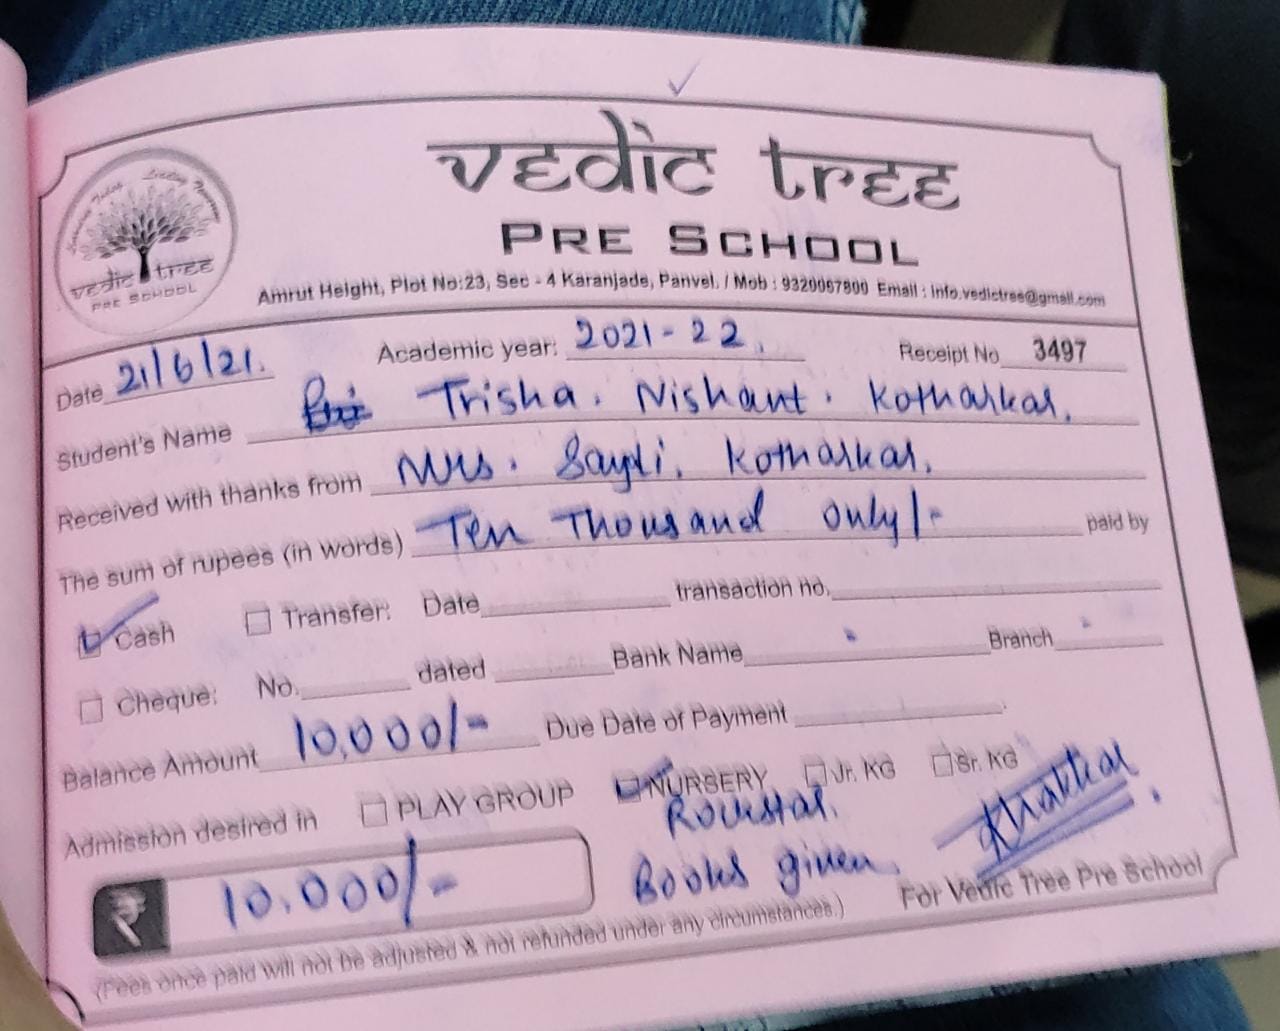 vedic tree
PRE SCHOOL
vedic tree
PRE SCHOOL
Amrut Height, Plot No:23, Sec - 4 Karanjade, Panvel. / Mob : 9320057800 Email : info.vedictree@gmail.com
Date 21/6/21. Academic year: 2021-22. Receipt No 3497
Student's Name Trisha. Nishant. Kotharkar.
Received with thanks from Mrs. Sayli. Kotharkar.
The sum of rupees (in words) Ten Thousand only/- paid by
Cash Transfer: Date transaction no.
Cheque: No. dated Bank Name Branch
Balance Amount 10,000/- Due Date of Payment
Admission desired in PLAY GROUP NURSERY Jr. KG Sr. KG
Rockstar.
₹ 10,000/- Books given
For Vedic Tree Pre School
(Fees once paid will not be adjusted & not refunded under any circumstances.)